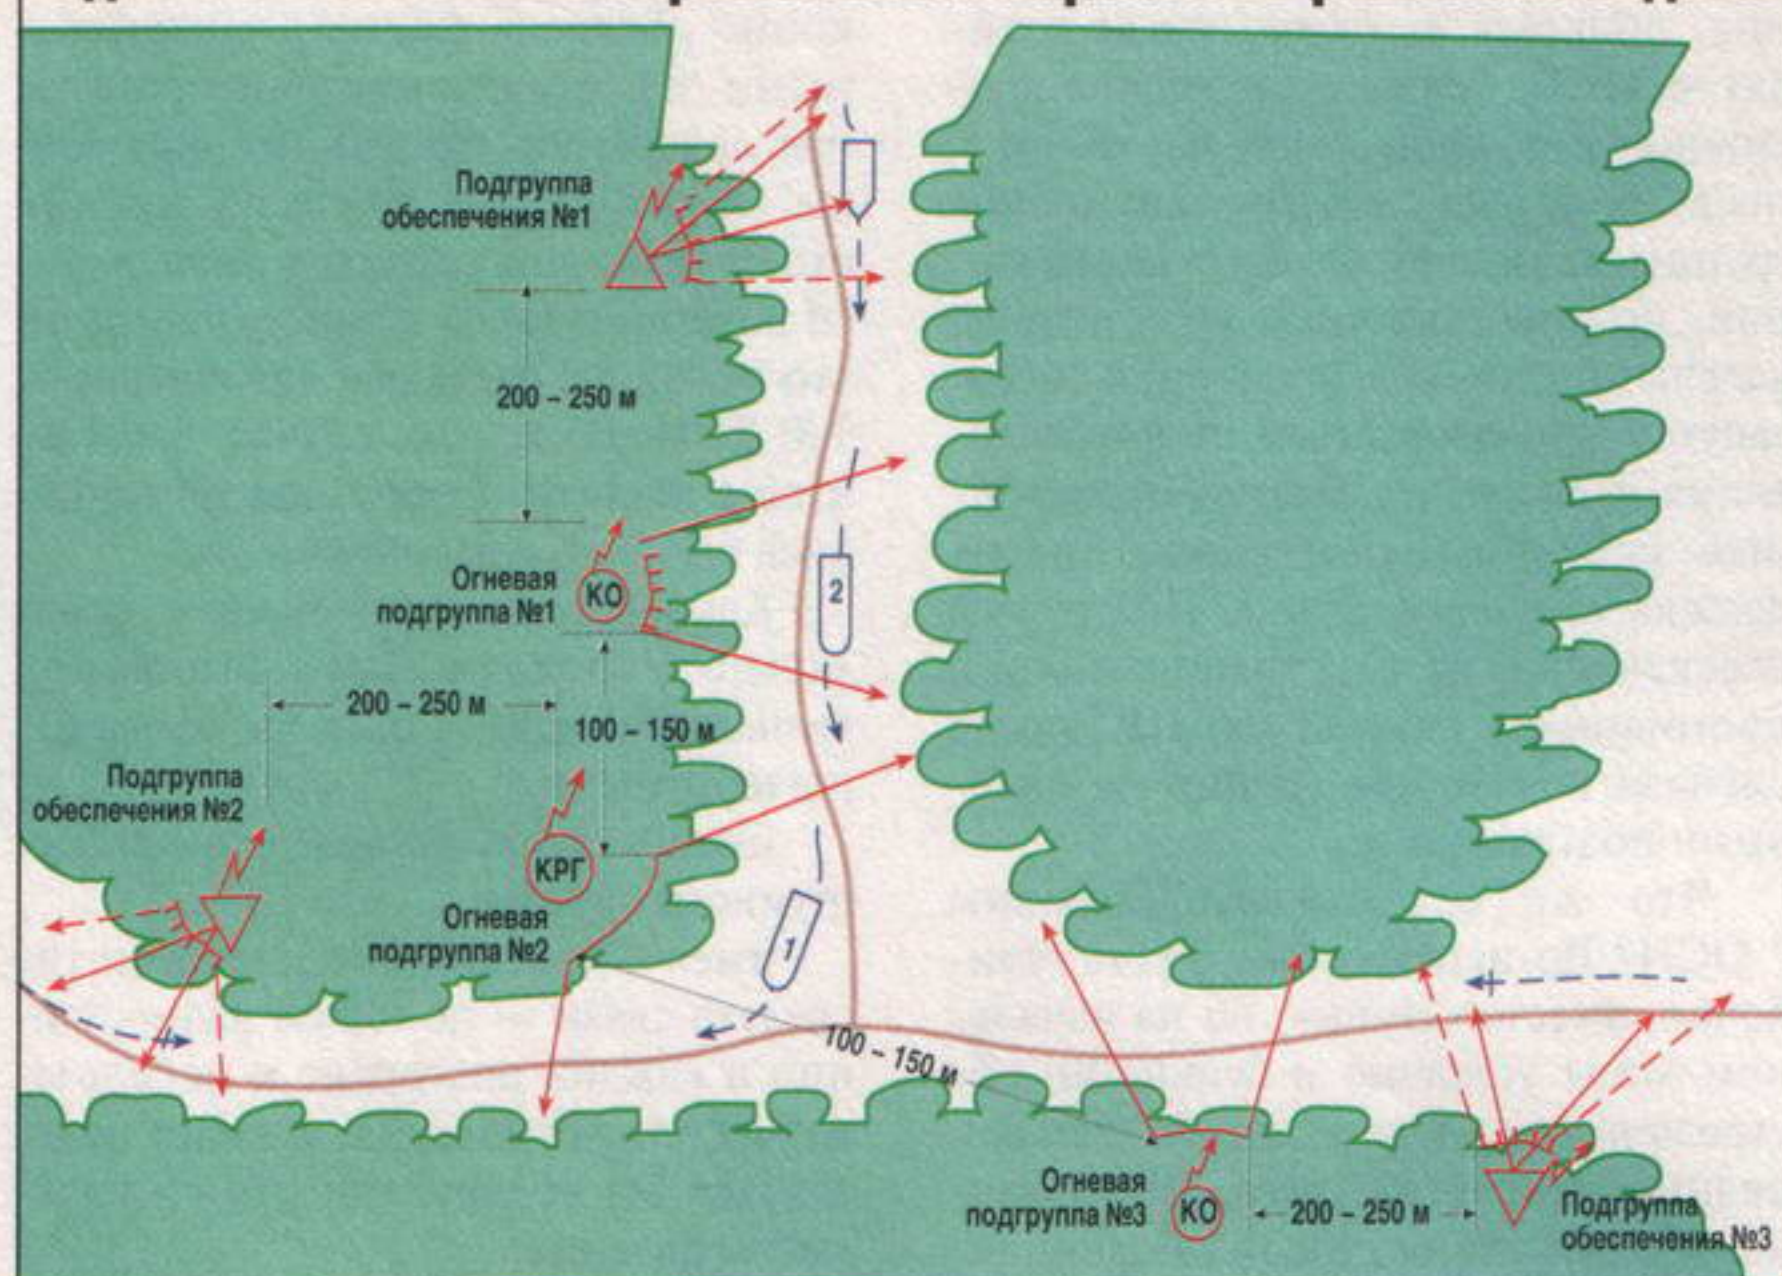 Подгруппа
обеспечения №1
200 – 250 м
Огневая
подгруппа №1
КО
2
200 – 250 м
100 – 150 м
Подгруппа
обеспечения №2
КРГ
Огневая
подгруппа №2
1
100 – 150 м
Огневая
подгруппа №3
КО
200 – 250 м
Подгруппа
обеспечения №3